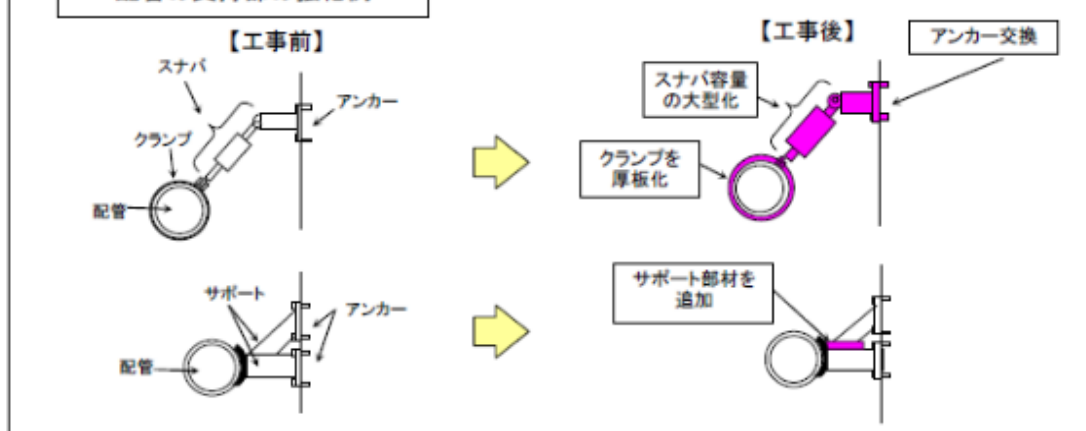 【工事前】
スナバ
アンカー
クランプ
配管
【工事後】
アンカー交換
スナバ容量
の大型化
クランプを
厚板化
サポート
アンカー
配管
サポート部材を
追加